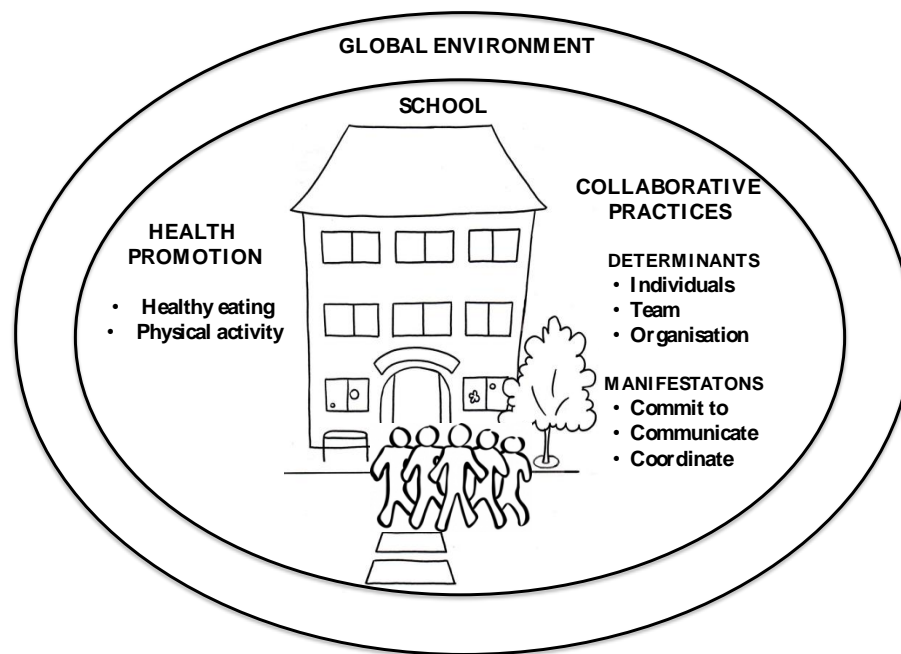 GLOBAL ENVIRONMENT
SCHOOL
HEALTH
PROMOTION
• Healthy eating
• Physical activity
COLLABORATIVE
PRACTICES
DETERMINANTS
• Individuals
• Team
• Organisation
MANIFESTATONS
• Commit to
• Communicate
• Coordinate